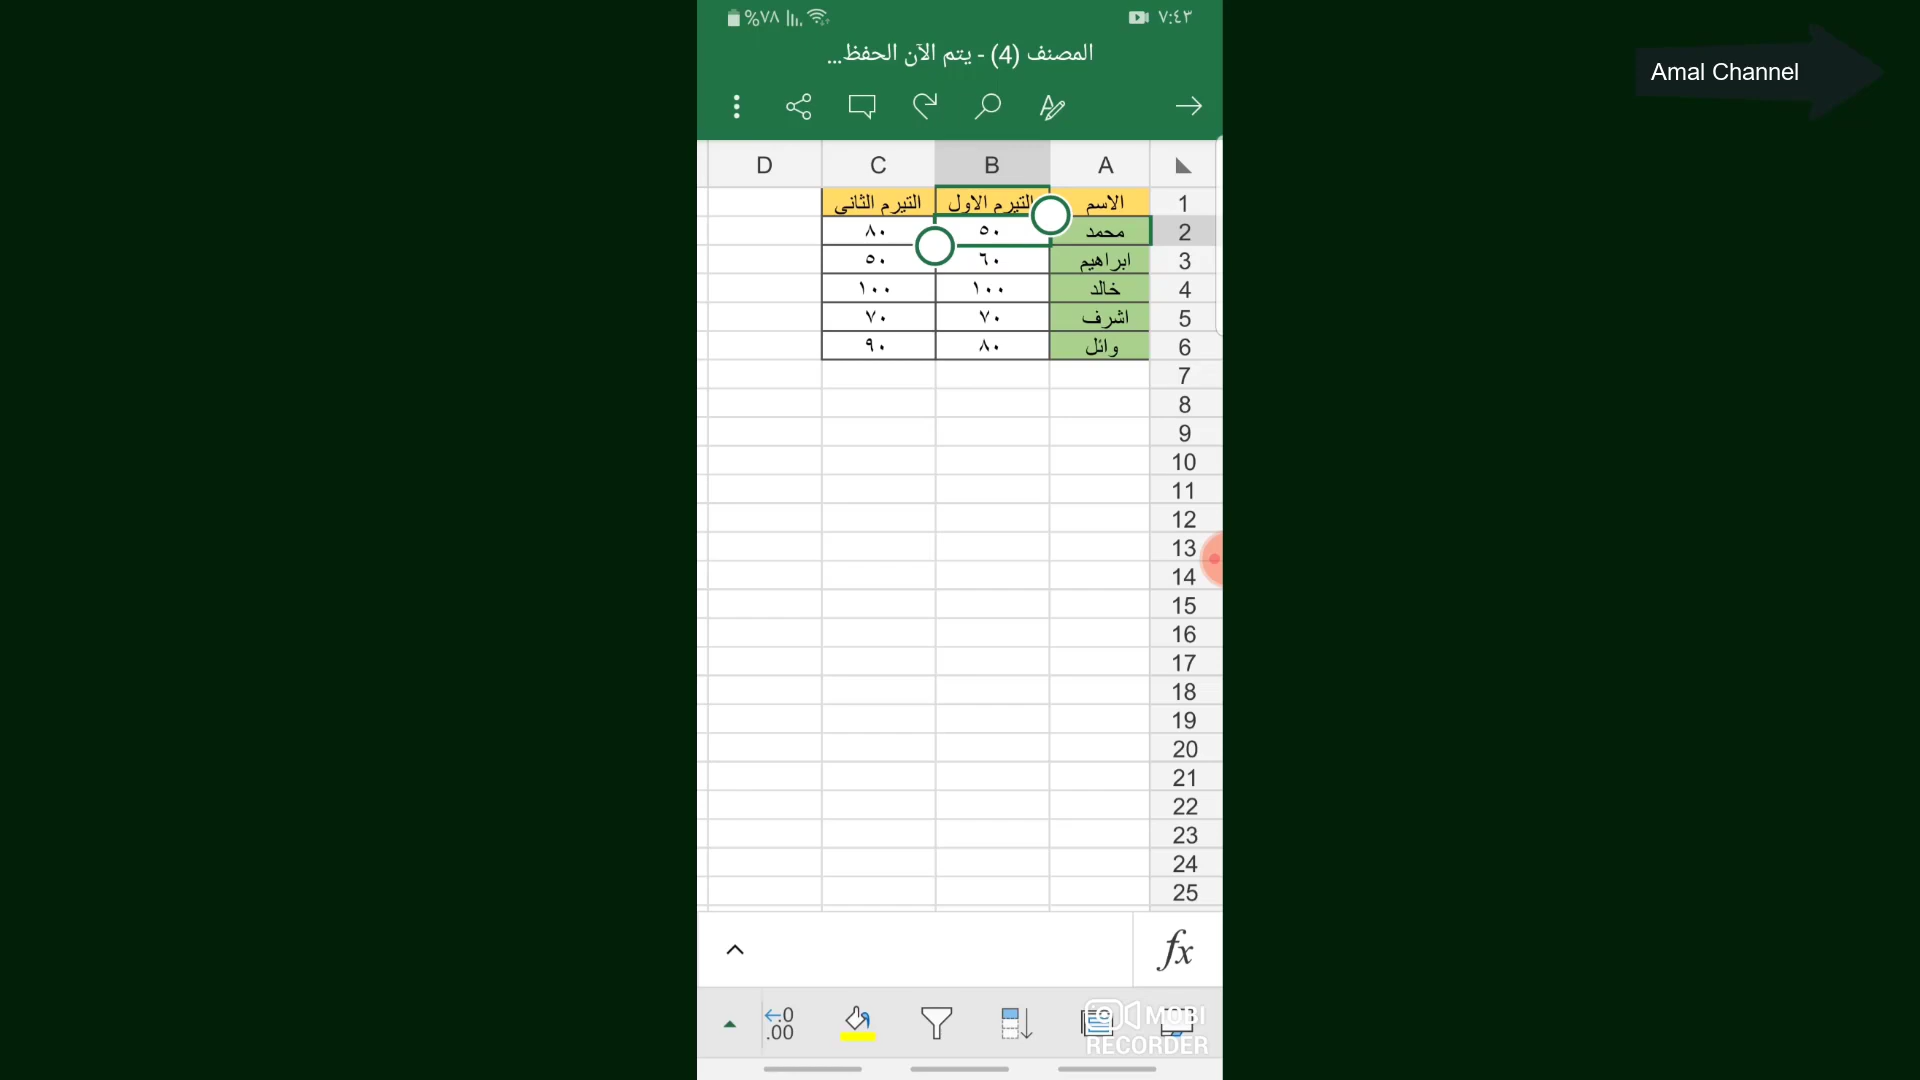 ٧:٤٣ %٧٨
Amal Channel
المصنف (4) - يتم الآن الحفظ...
A B C D
1 الاسم التيرم الاول التيرم الثانى
2 محمد ٥٠ ٨٠
3 ابراهيم ٦٠ ٥٠
4 خالد ١٠٠ ١٠٠
5 اشرف ٧٠ ٧٠
6 وائل ٨٠ ٩٠
7
8
9
10
11
12
13
14
15
16
17
18
19
20
21
22
23
24
25
fx
.0
.00
MOBI
RECORDER